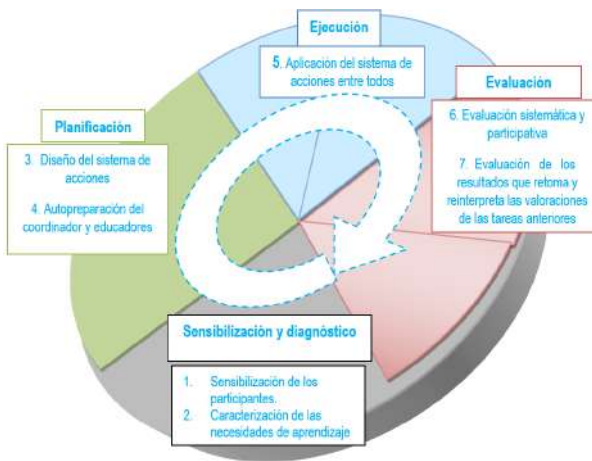 Ejecución
5. Aplicación del sistema de
acciones entre todos
Evaluación
6. Evaluación sistemática y
participativa
7. Evaluación de los
resultados que retoma y
reinterpreta las valoraciones
de las tareas anteriores
Planificación
3. Diseño del sistema de
acciones
4. Autopreparación del
coordinador y educadores
Sensibilización y diagnóstico
1. Sensibilización de los
participantes.
2. Caracterización de las
necesidades de aprendizaje